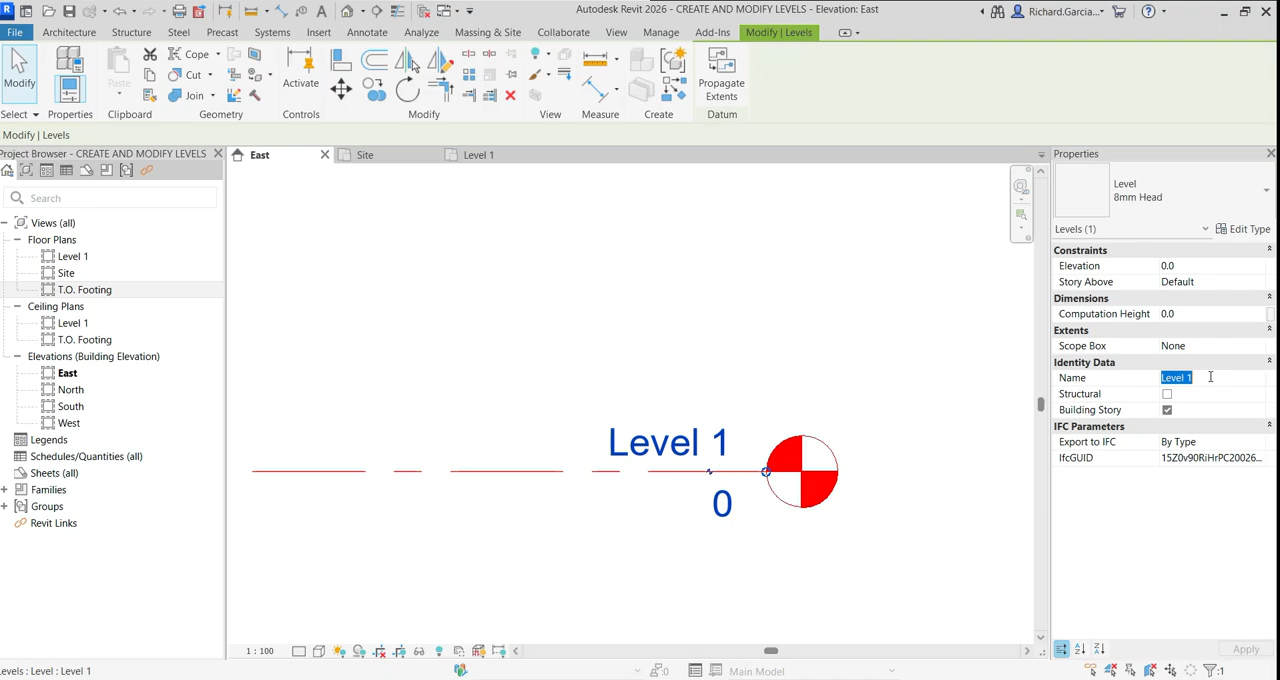 Autodesk Revit 2026 - CREATE AND MODIFY LEVELS - Elevation: East
Richard.Garcia...
File Architecture Structure Steel Precast Systems Insert Annotate Analyze Massing & Site Collaborate View Manage Add-Ins Modify | Levels
Modify
Paste
Cope
Cut
Join
Activate
Propagate
Extents
Select Properties Clipboard Geometry Controls Modify View Measure Create Datum
Modify | Levels
Project Browser - CREATE AND MODIFY LEVELS
East
Site
Level 1
Properties
Search
Views (all)
Floor Plans
Level 1
Site
T.O. Footing
Ceiling Plans
Level 1
T.O. Footing
Elevations (Building Elevation)
East
North
South
West
Legends
Schedules/Quantities (all)
Sheets (all)
Families
Groups
Revit Links
Level 1
0
Level
8mm Head
Levels (1)
Edit Type
Constraints
Elevation 0.0
Story Above Default
Dimensions
Computation Height 0.0
Extents
Scope Box None
Identity Data
Name Level 1
Structural
Building Story
IFC Parameters
Export to IFC By Type
IfcGUID 15Z0v90RiHrPC20026...
Apply
1 : 100
Levels : Level : Level 1
:0
Main Model
:1